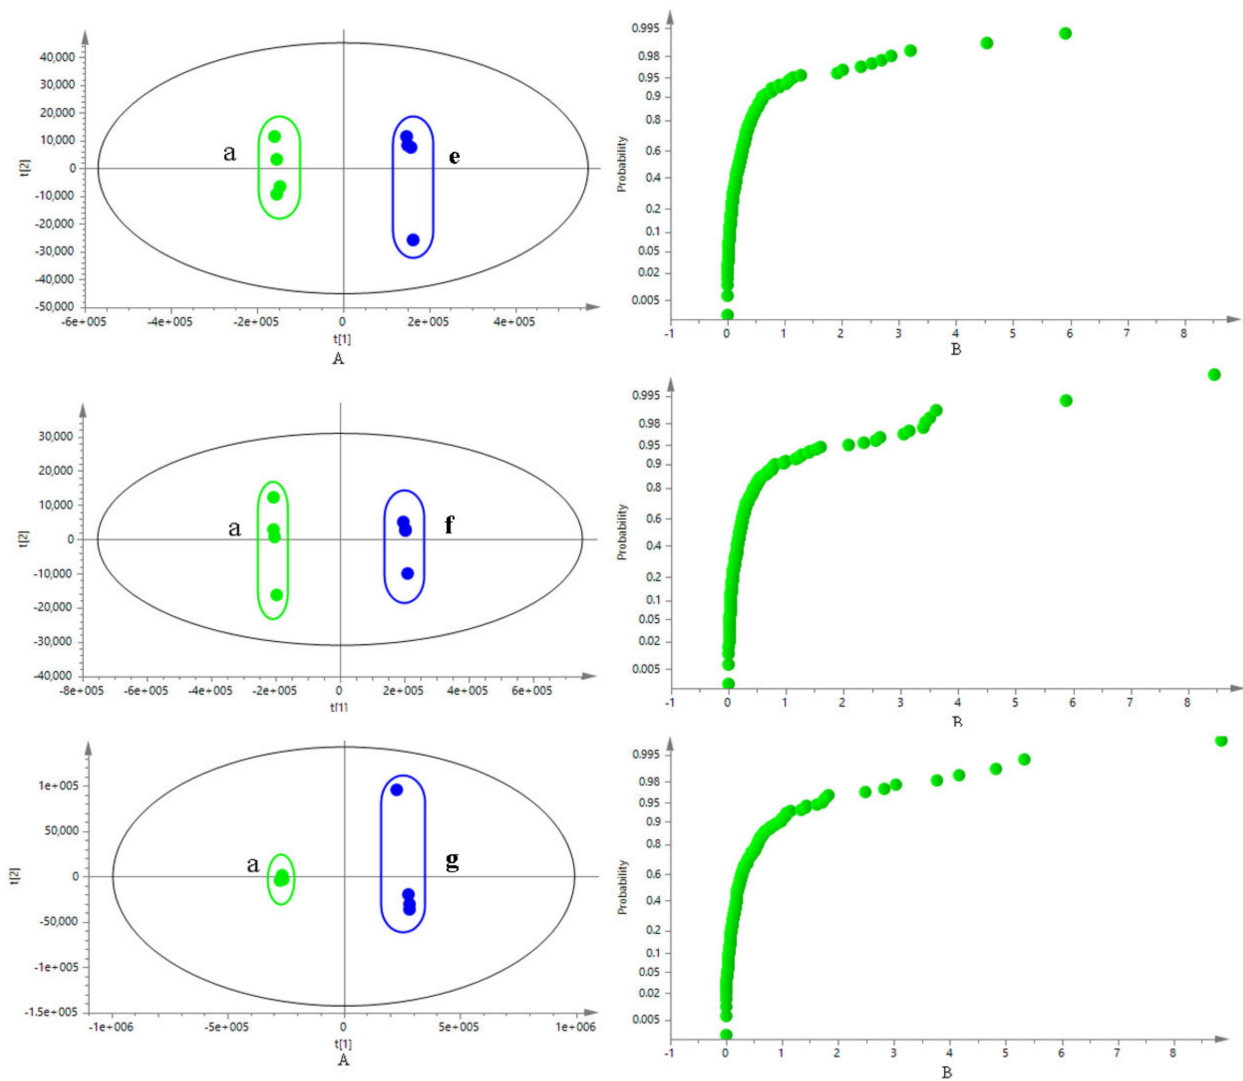 40,000
30,000
20,000
10,000
0
-10,000
-20,000
-30,000
-40,000
-50,000
t[2]
a
e
-6e+005 -4e+005 -2e+005 0 2e+005 4e+005
t[1]
A
0.995
0.98
0.95
0.9
0.8
0.6
0.4
0.2
0.1
0.05
0.02
0.005
Probability
-1 0 1 2 3 4 5 6 7 8
B
30,000
20,000
10,000
0
-10,000
-20,000
-30,000
-40,000
t[2]
a
f
-8e+005 -6e+005 -4e+005 -2e+005 0 2e+005 4e+005 6e+005
t[1]
0.995
0.98
0.95
0.9
0.8
0.6
0.4
0.2
0.1
0.05
0.02
0.005
Probability
-1 0 1 2 3 4 5 6 7 8
B
1e+005
50,000
0
-50,000
-1e+005
-1.5e+005
t[2]
a
g
-1e+006 -5e+005 0 5e+005 1e+006
t[1]
A
0.995
0.98
0.95
0.9
0.8
0.6
0.4
0.2
0.1
0.05
0.02
0.005
Probability
-1 0 1 2 3 4 5 6 7 8
B